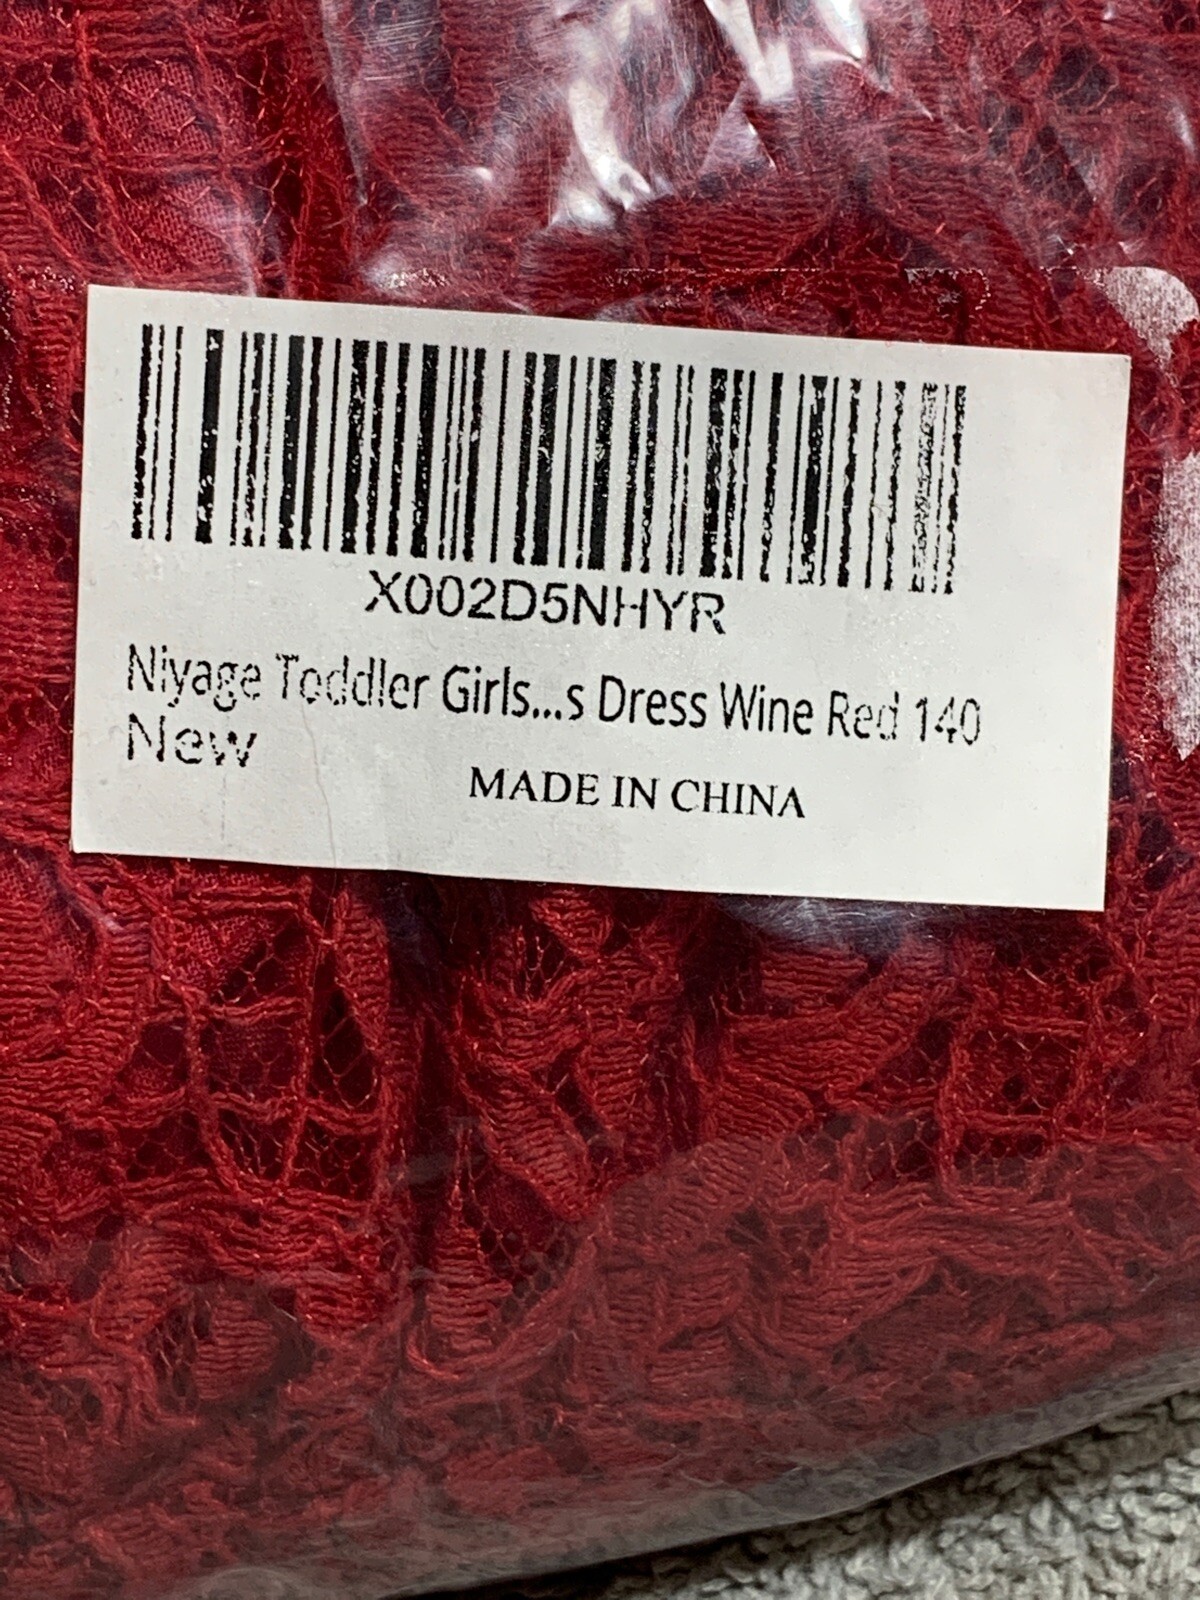 X002D5NHYR
Niyage Toddler Girls...s Dress Wine Red 140
New
MADE IN CHINA